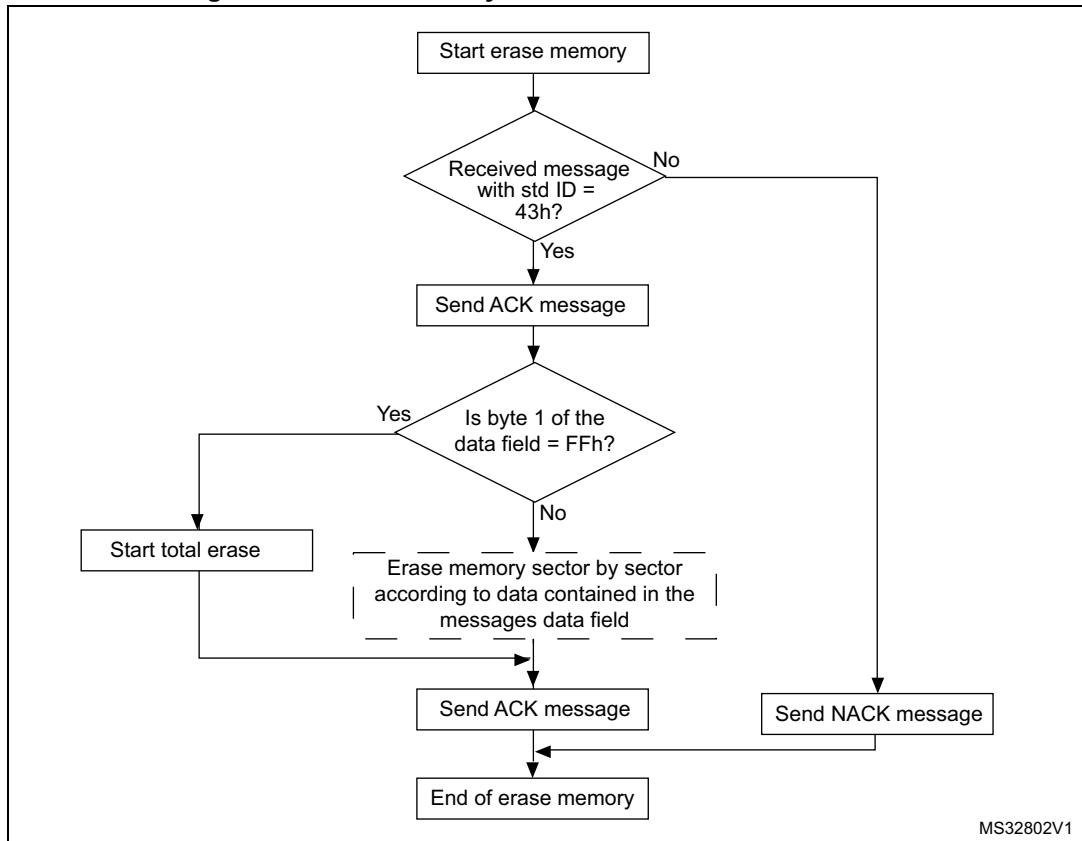 Start erase memory
Received message
with std ID =
43h?
No
Yes
Send ACK message
Yes
Is byte 1 of the
data field = FFh?
No
Start total erase
Erase memory sector by sector
according to data contained in the
messages data field
Send ACK message
Send NACK message
End of erase memory
MS32802V1